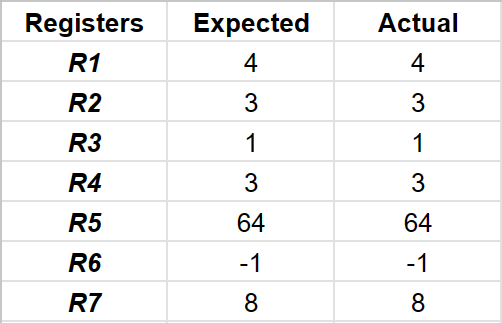 Registers Expected Actual
R1 4 4
R2 3 3
R3 1 1
R4 3 3
R5 64 64
R6 -1 -1
R7 8 8